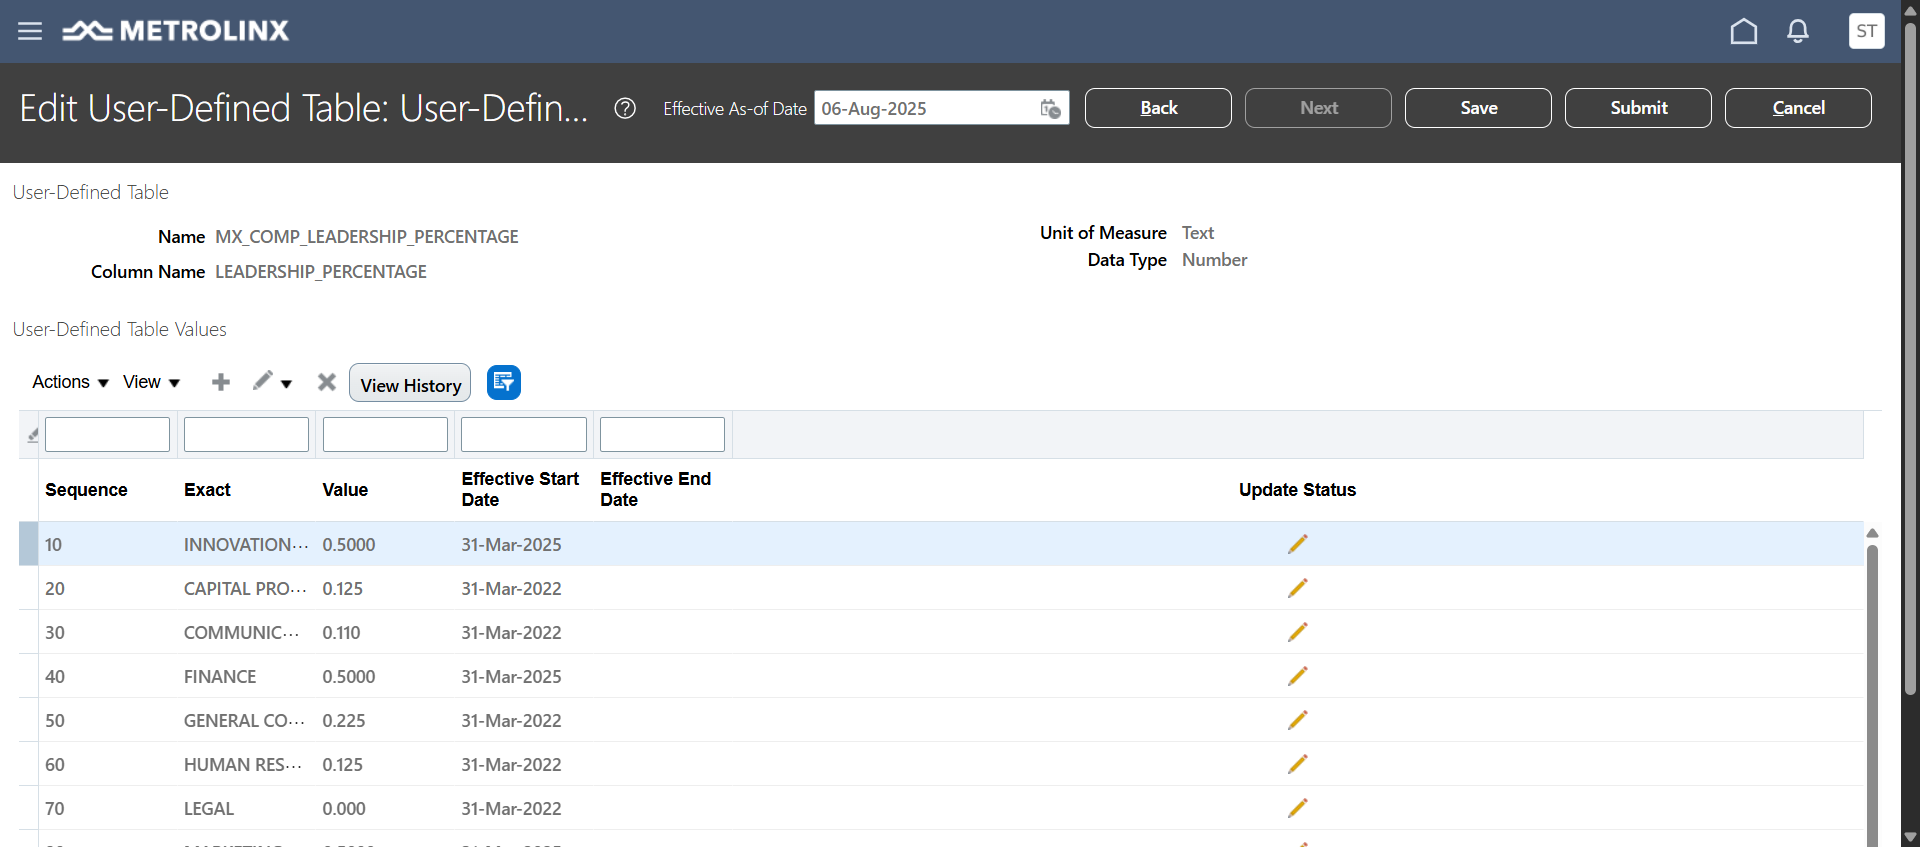 METROLINX
ST
Edit User-Defined Table: User-Defin...
Effective As-of Date 06-Aug-2025
Back
Next
Save
Submit
Cancel
User-Defined Table
Name MX_COMP_LEADERSHIP_PERCENTAGE
Column Name LEADERSHIP_PERCENTAGE
Unit of Measure Text
Data Type Number
User-Defined Table Values
Actions View View History
Sequence Exact Value Effective Start Date Effective End Date Update Status
10 INNOVATION... 0.5000 31-Mar-2025
20 CAPITAL PRO... 0.125 31-Mar-2022
30 COMMUNIC... 0.110 31-Mar-2022
40 FINANCE 0.5000 31-Mar-2025
50 GENERAL CO... 0.225 31-Mar-2022
60 HUMAN RES... 0.125 31-Mar-2022
70 LEGAL 0.000 31-Mar-2022